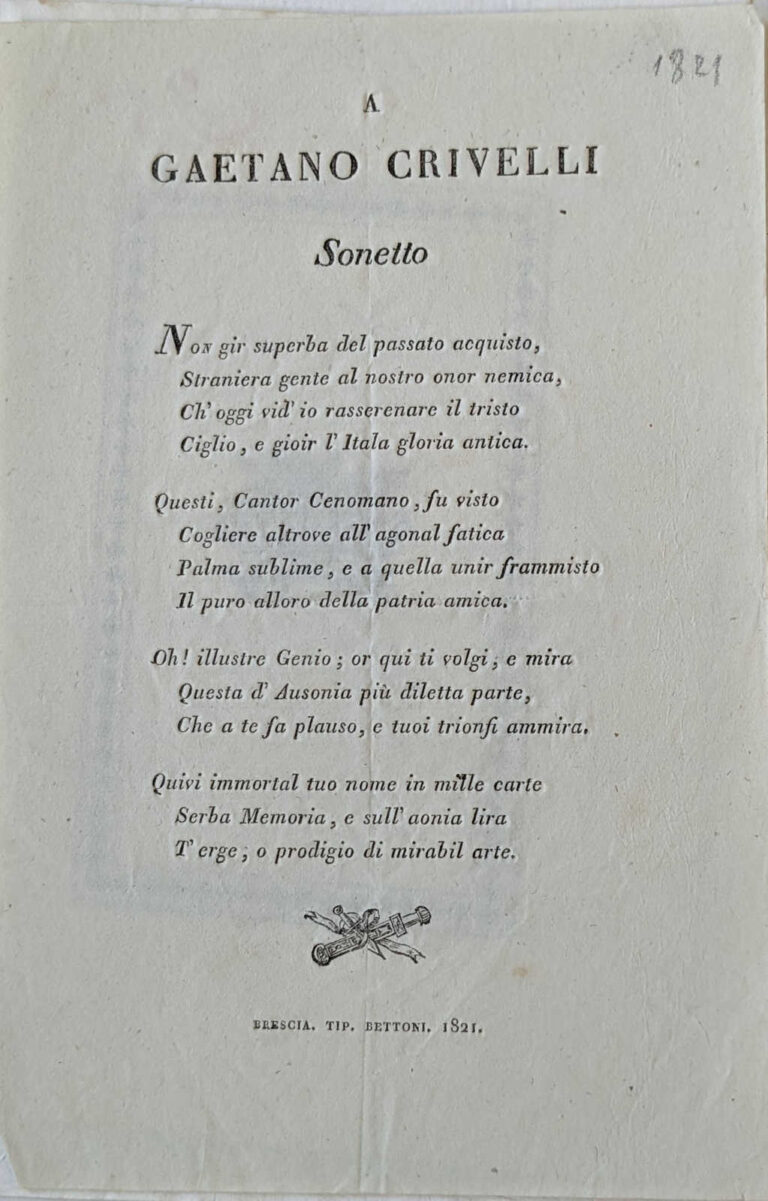 1821
A
GAETANO CRIVELLI
Sonetto
Non gir superba del passato acquisto,
Straniera gente al nostro onor nemica,
Ch' oggi vid' io rasserenare il tristo
Ciglio, e gioir l' Itala gloria antica.
Questi, Cantor Cenomano, fu visto
Cogliere altrove all' agonal fatica
Palma sublime, e a quella unir frammisto
Il puro alloro della patria amica.
Oh! illustre Genio; or qui ti volgi, e mira
Questa d' Ausonia più diletta parte,
Che a te fa plauso, e tuoi trionfi ammira.
Quivi immortal tuo nome in mille carte
Serba Memoria, e sull' aonia lira
T' erge, o prodigio di mirabil arte.
BRESCIA. TIP. BETTONI. 1821.